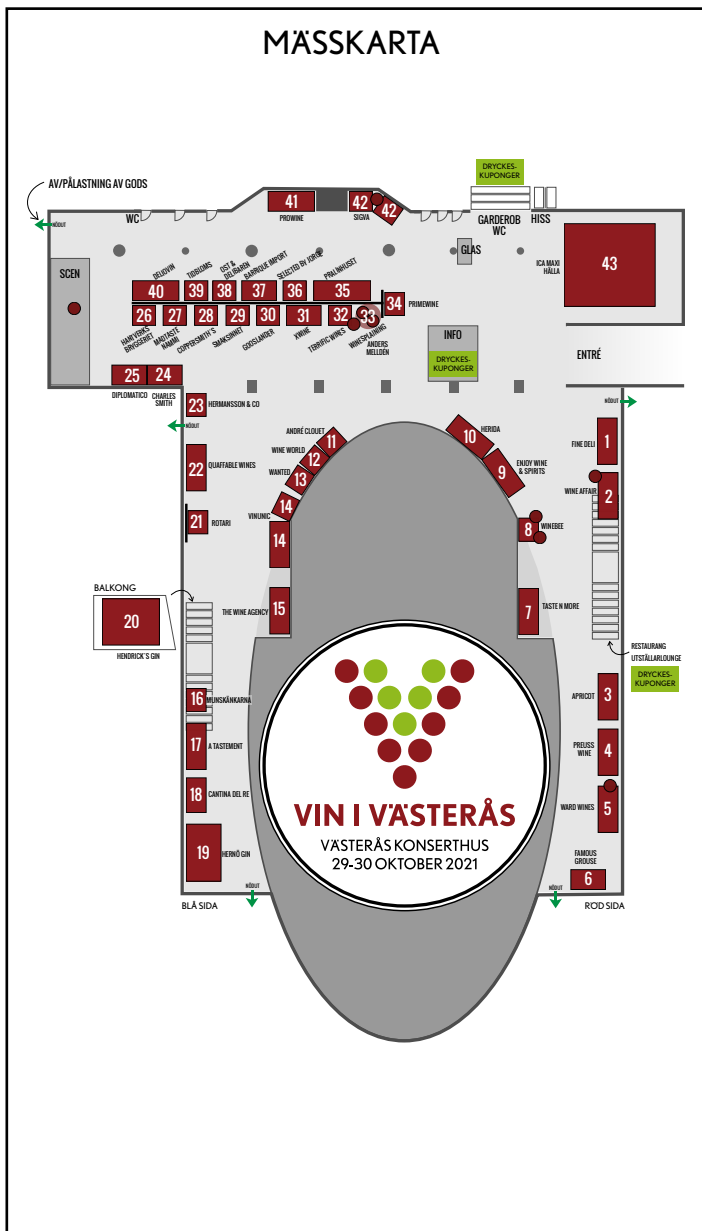 MÄSSKARTA
DRYCKES-
KUPONGER
AV/PÅLASTNING AV GODS
NÖDUT
WC
41
PROWINE
42
SIGVA
42
GARDEROB
WC
HISS
GLAS
ICA MAXI
HÄLLA
43
SCEN
DELIOVIN
TIDBLOMS
OST &
DELIBAREN
BARRIQUE IMPORT
SELECTED BY JORGE
PRALINHUSET
40
39
38
37
36
35
34
PRIMEWINE
26
27
28
29
30
31
32
33
HANTVERKS
BRYGGERIET
MADTASTE
NAMMI
COPPERSMITH´S
SMAKSINNET
GODSLANDER
XWINE
TERRIFIC WINES
WINESPLAINING
ANDERS
MELLDÉN
INFO
DRYCKES-
KUPONGER
ENTRÉ
25
24
DIPLOMATICO
CHARLES
SMITH
23
HERMANSSON & CO
NÖDUT
NÖDUT
22
QUAFFABLE WINES
21
ROTARI
ANDRÉ CLOUET
11
WINE WORLD
12
WANTED
13
VINUNIC
14
14
THE WINE AGENCY
15
10
HERIDA
9
ENJOY WINE
& SPIRITS
8
WINEBEE
7
TASTE N MORE
1
FINE DELI
2
WINE AFFAIR
BALKONG
20
HENDRICK'S GIN
RESTAURANG
UTSTÄLLARLOUNGE
DRYCKES-
KUPONGER
16
MUNSKÄNKARNA
17
A TASTEMENT
18
CANTINA DEL RE
19
HERNÖ GIN
3
APRICOT
4
PREUSS
WINE
5
WARD WINES
FAMOUS
GROUSE
6
VIN I VÄSTERÅS
VÄSTERÅS KONSERTHUS
29-30 OKTOBER 2021
NÖDUT
NÖDUT
BLÅ SIDA
RÖD SIDA